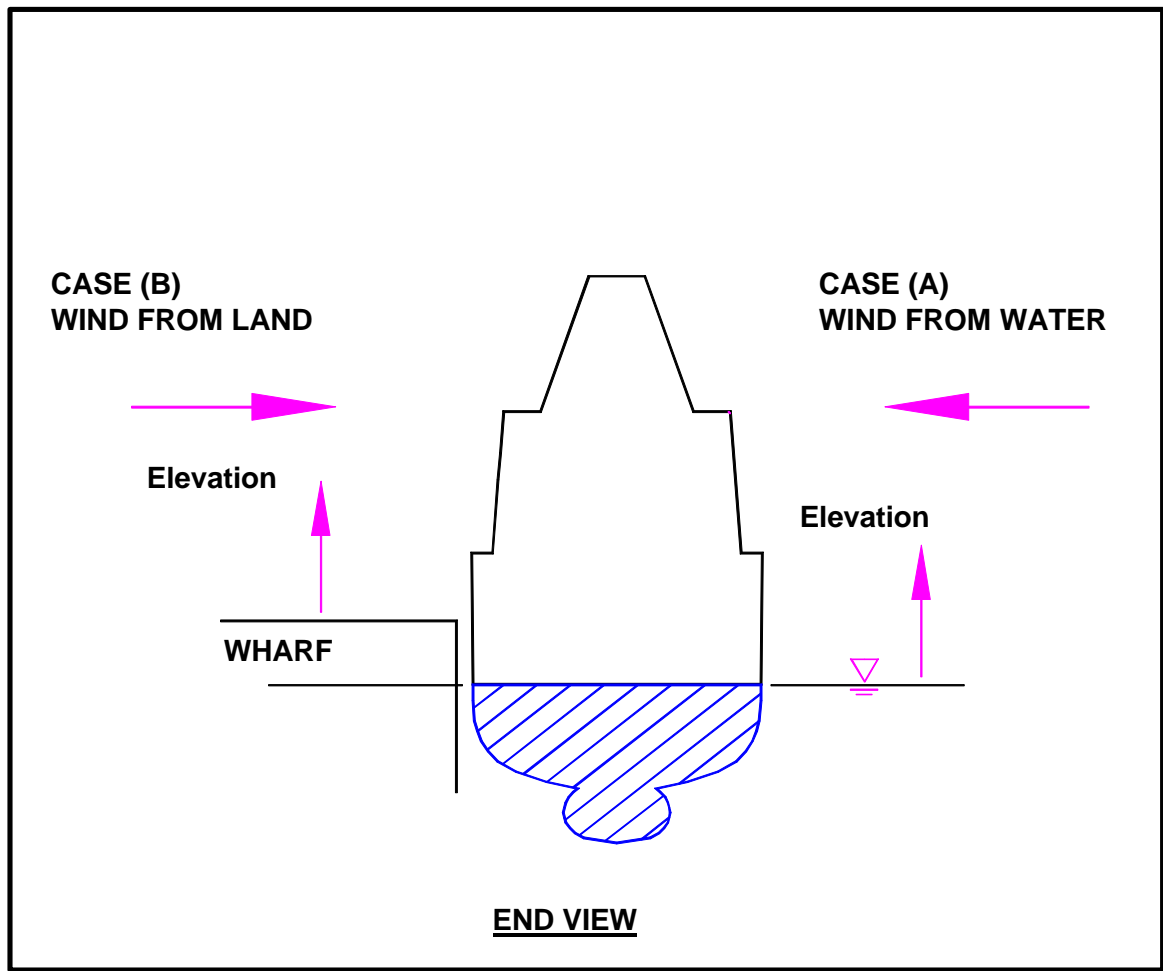 CASE (B)
WIND FROM LAND
CASE (A)
WIND FROM WATER
Elevation
Elevation
WHARF
END VIEW